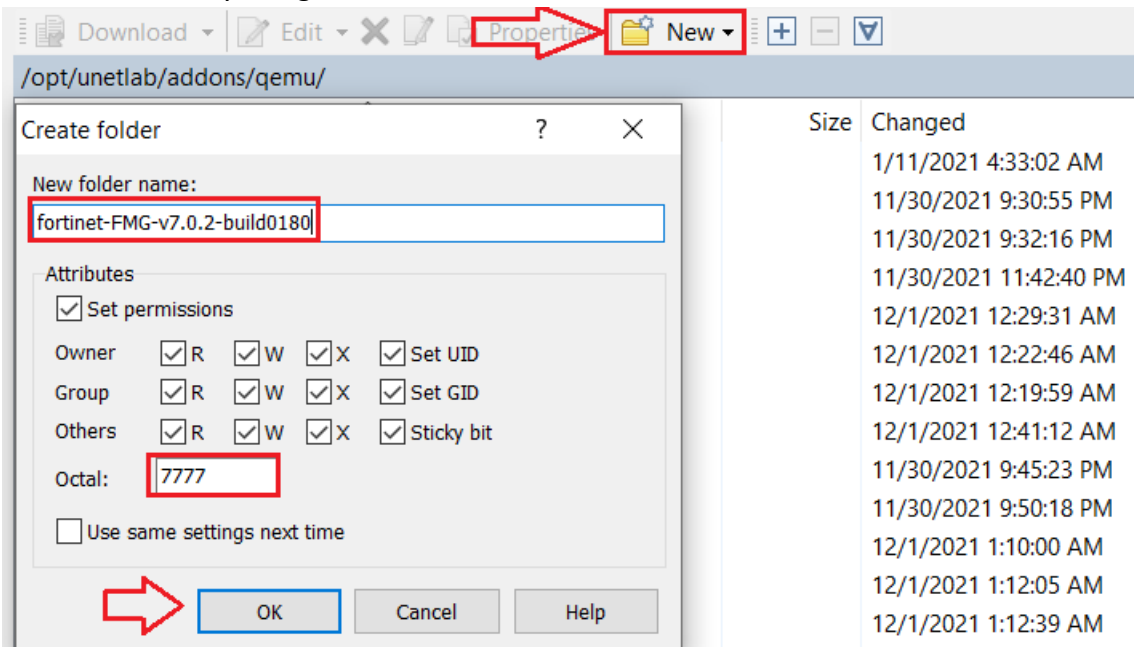 Download Edit Properties New
/opt/unetlab/addons/qemu/
Create folder ? X
New folder name:
fortinet-FMG-v7.0.2-build0180
Attributes
Set permissions
Owner R W X Set UID
Group R W X Set GID
Others R W X Sticky bit
Octal: 7777
Use same settings next time
OK Cancel Help
Size Changed
1/11/2021 4:33:02 AM
11/30/2021 9:30:55 PM
11/30/2021 9:32:16 PM
11/30/2021 11:42:40 PM
12/1/2021 12:29:31 AM
12/1/2021 12:22:46 AM
12/1/2021 12:19:59 AM
12/1/2021 12:41:12 AM
11/30/2021 9:45:23 PM
11/30/2021 9:50:18 PM
12/1/2021 1:10:00 AM
12/1/2021 1:12:05 AM
12/1/2021 1:12:39 AM